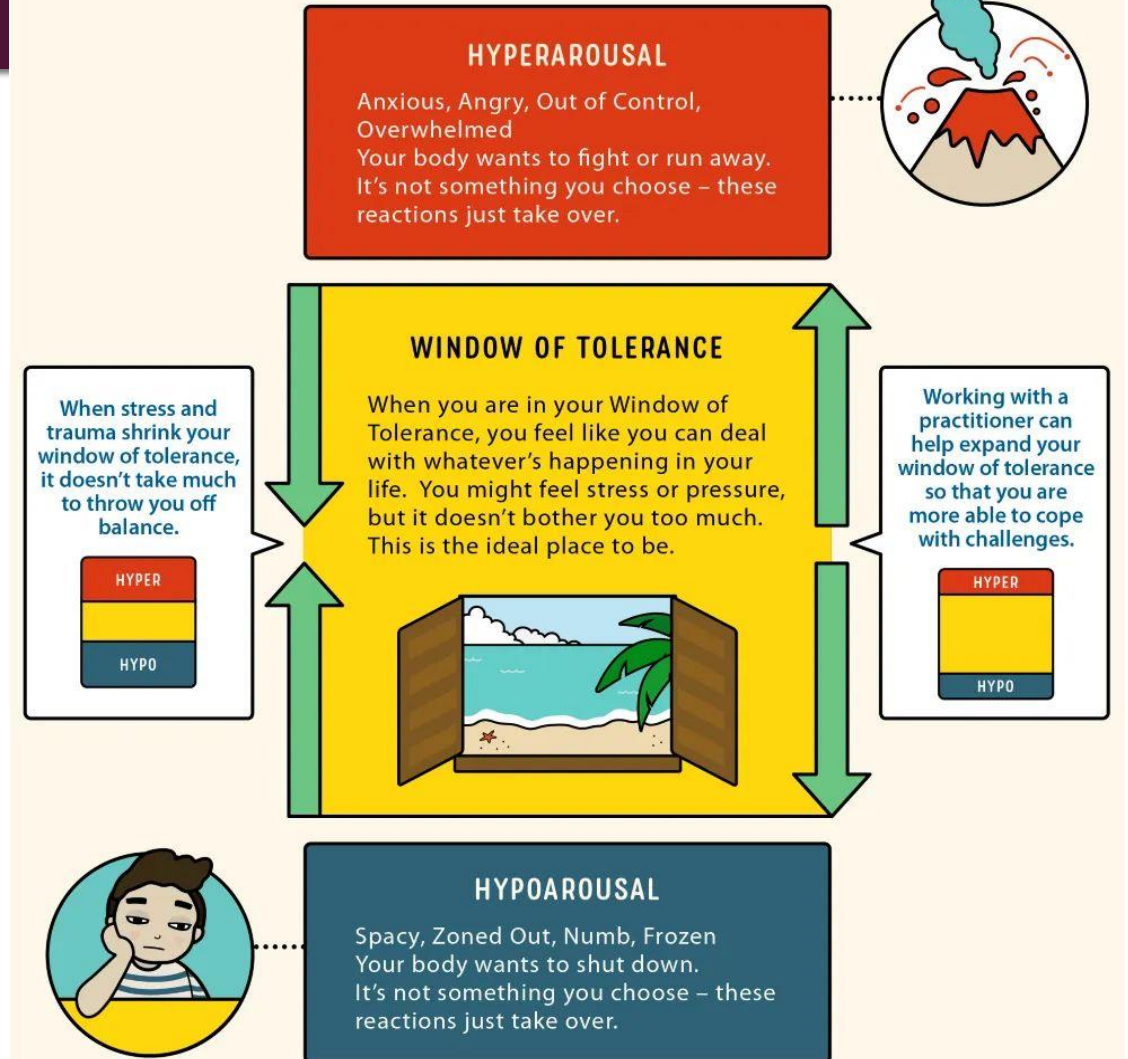 HYPERAROUSAL
Anxious, Angry, Out of Control,
Overwhelmed
Your body wants to fight or run away.
It’s not something you choose – these
reactions just take over.
WINDOW OF TOLERANCE
When you are in your Window of
Tolerance, you feel like you can deal
with whatever’s happening in your
life.  You might feel stress or pressure,
but it doesn’t bother you too much.
This is the ideal place to be.
When stress and
trauma shrink your
window of tolerance,
it doesn’t take much
to throw you off
balance.
HYPER
HYPO
Working with a
practitioner can
help expand your
window of tolerance
so that you are
more able to cope
with challenges.
HYPER
HYPO
HYPOAROUSAL
Spacy, Zoned Out, Numb, Frozen
Your body wants to shut down.
It’s not something you choose – these
reactions just take over.